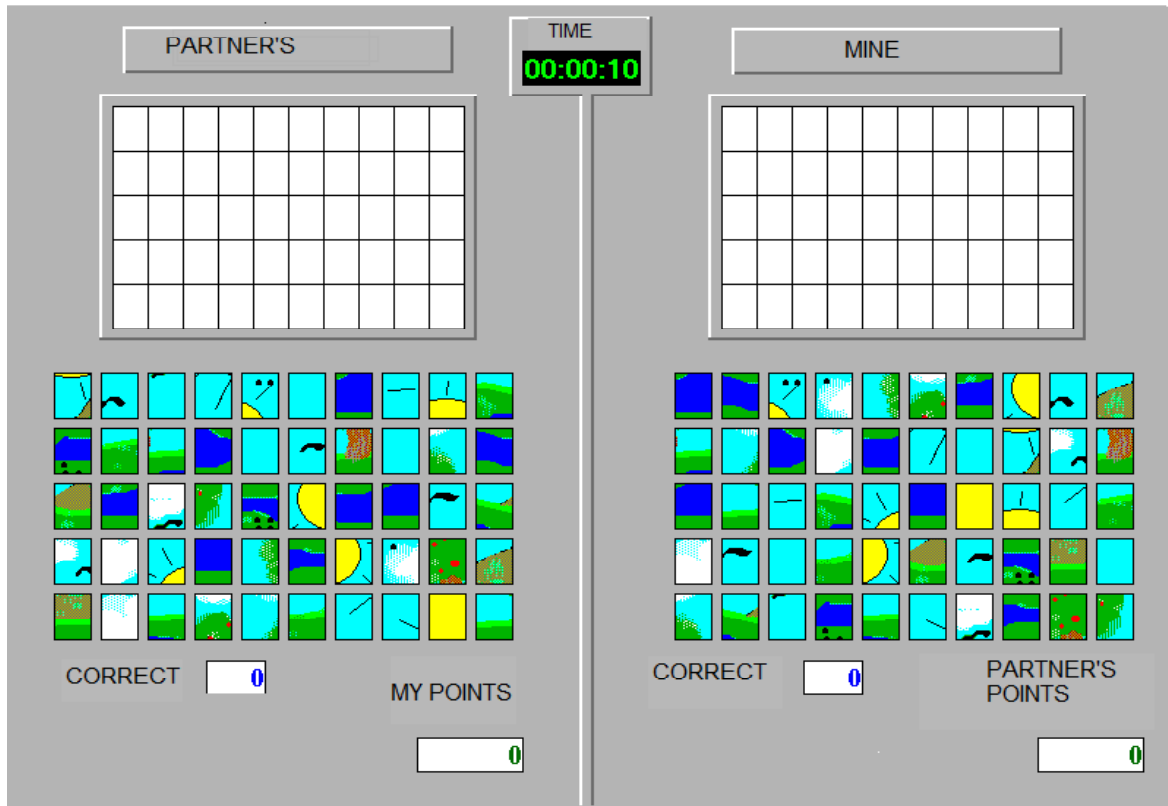 PARTNER'S
TIME
00:00:10
MINE
CORRECT
0
MY POINTS
0
CORRECT
0
PARTNER'S
POINTS
0